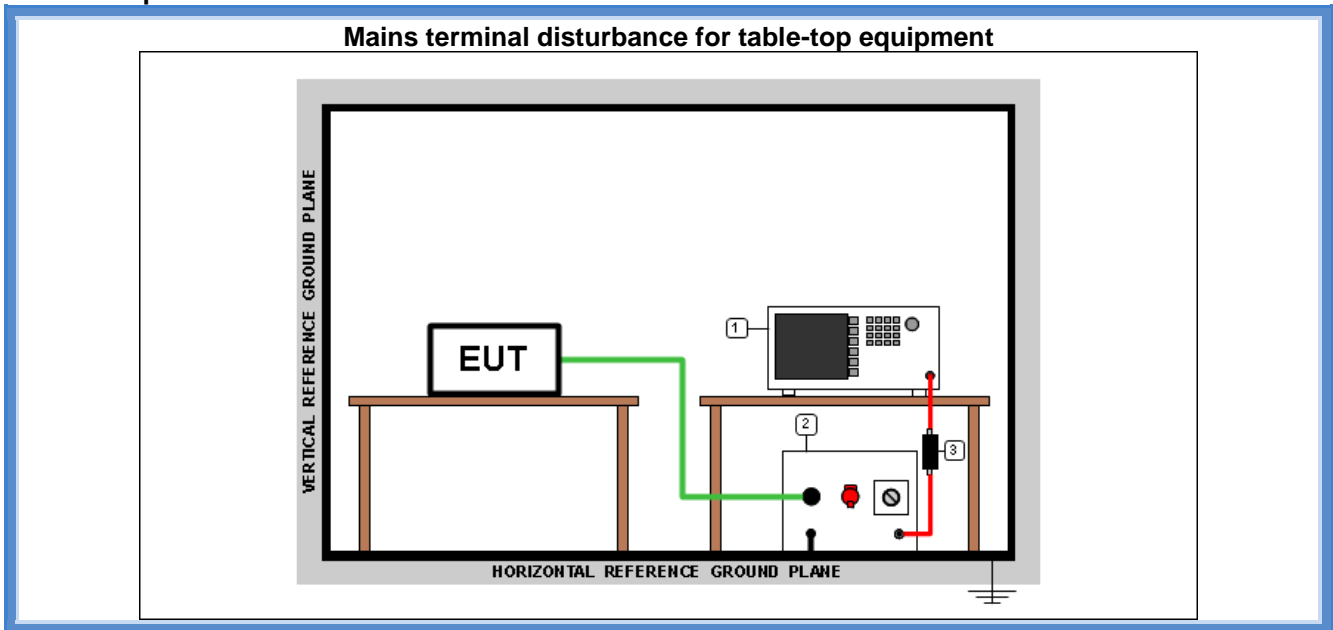 Mains terminal disturbance for table-top equipment
VERTICAL REFERENCE GROUND PLANE
EUT
1
2
3
HORIZONTAL REFERENCE GROUND PLANE